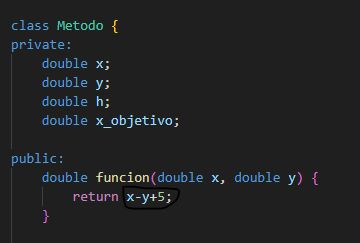 class Metodo {
private:
    double x;
    double y;
    double h;
    double x_objetivo;
public:
    double funcion(double x, double y) {
        return x-y+5;
    }